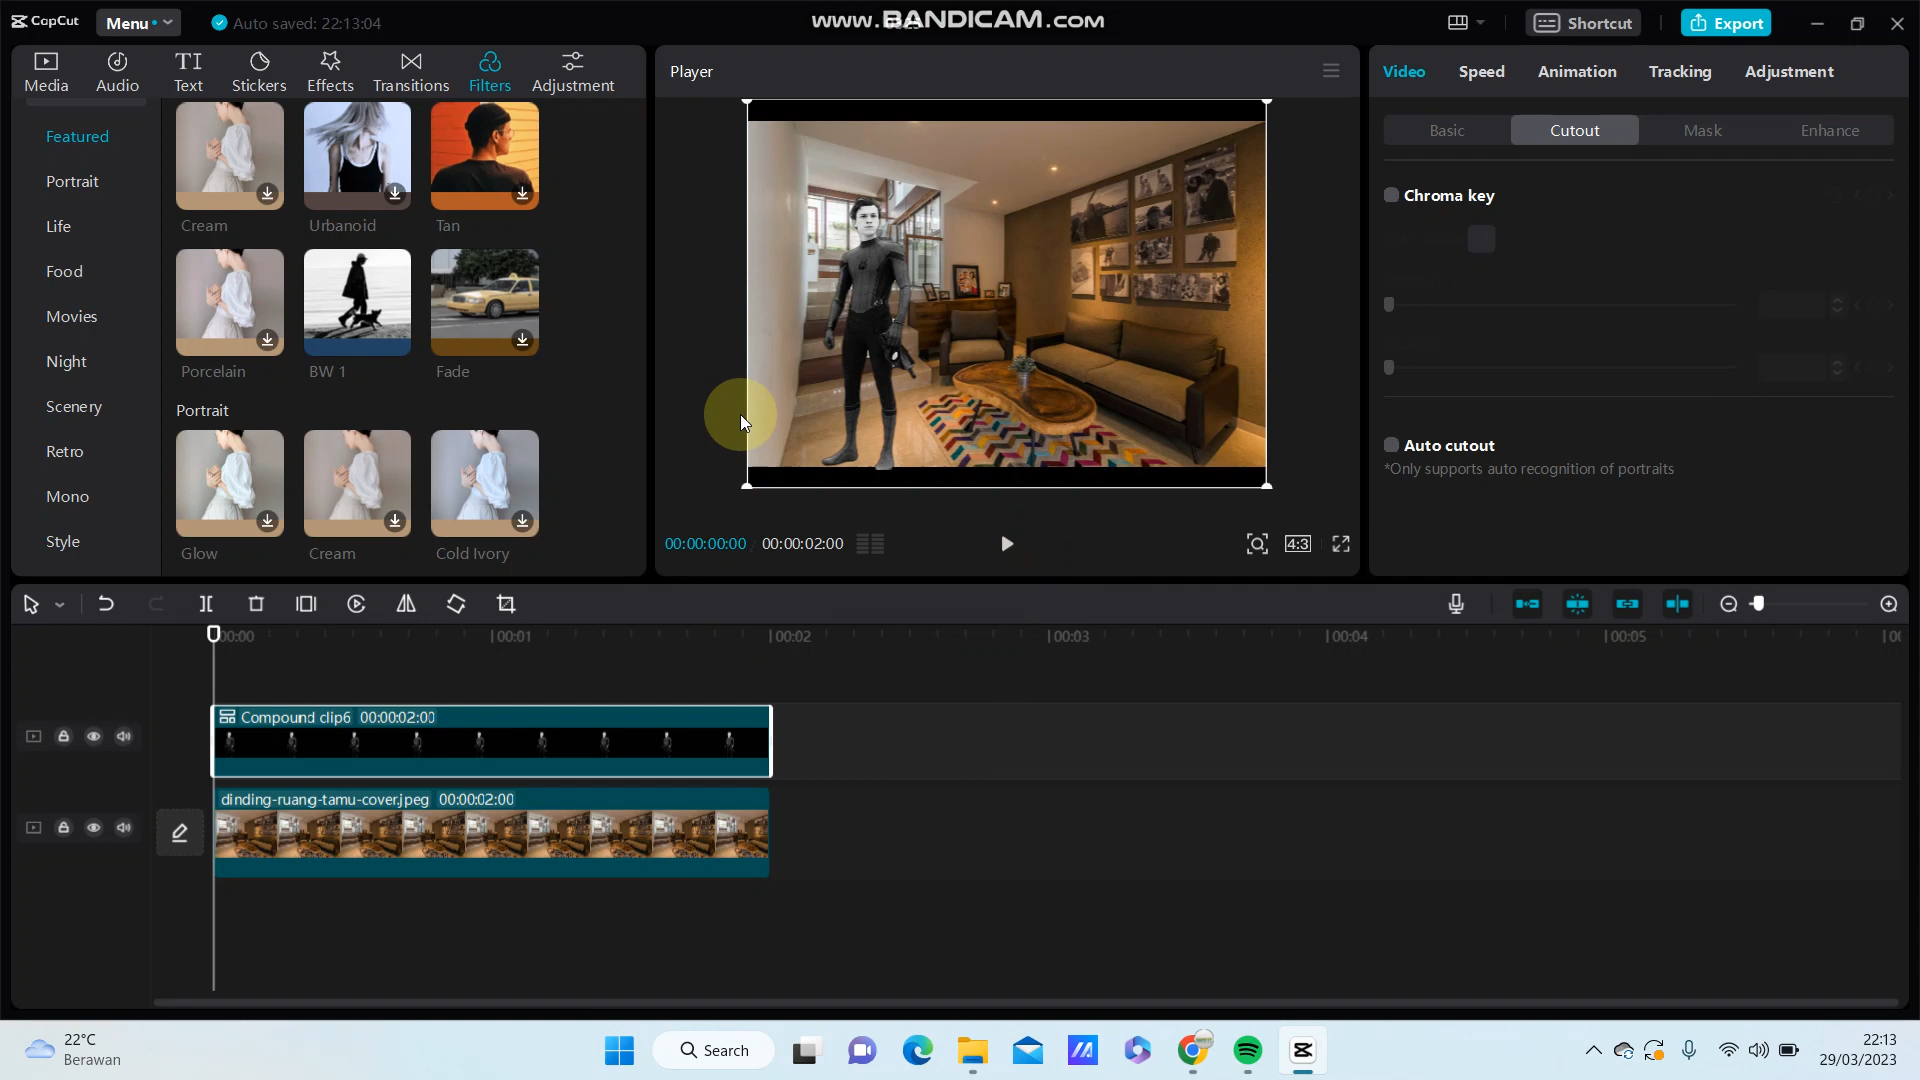 CapCut
Menu
Auto saved: 22:13:04
www.BANDICAM.com
Shortcut
Export
Media
Audio
Text
Stickers
Effects
Transitions
Filters
Adjustment
Player
Video
Speed
Animation
Tracking
Adjustment
Featured
Portrait
Life
Food
Movies
Night
Scenery
Retro
Mono
Style
Cream
Urbanoid
Tan
Porcelain
BW 1
Fade
Portrait
Glow
Cream
Cold Ivory
Basic
Cutout
Mask
Enhance
Chroma key
Auto cutout
*Only supports auto recognition of portraits
00:00:00:00
00:00:02:00
4:3
00:00
00:01
00:02
00:03
00:04
00:05
Compound clip6 00:00:02:00
dinding-ruang-tamu-cover.jpeg 00:00:02:00
22°C
Berawan
Search
22:13
29/03/2023